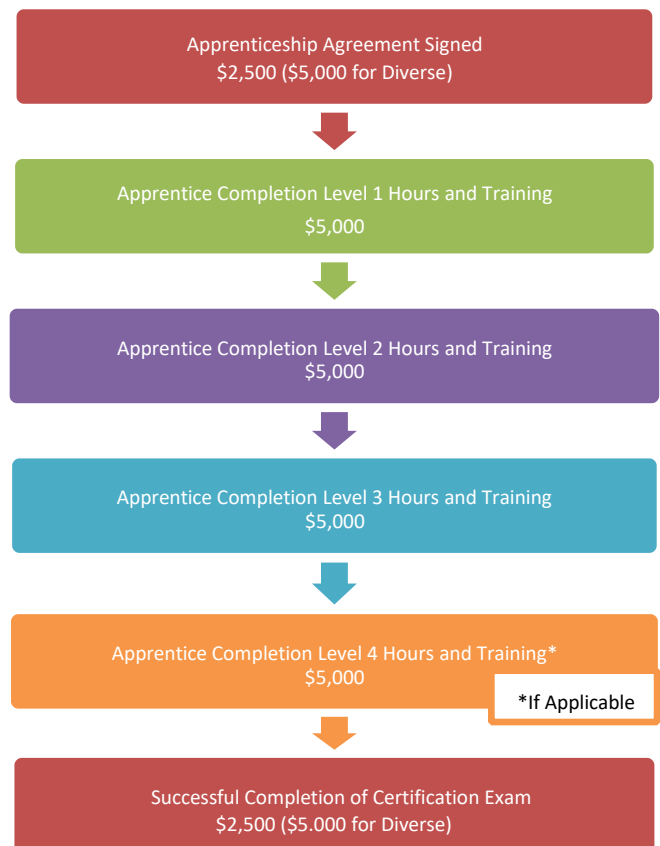 Apprenticeship Agreement Signed
$2,500 ($5,000 for Diverse)
Apprentice Completion Level 1 Hours and Training
$5,000
Apprentice Completion Level 2 Hours and Training
$5,000
Apprentice Completion Level 3 Hours and Training
$5,000
Apprentice Completion Level 4 Hours and Training*
$5,000
*If Applicable
Successful Completion of Certification Exam
$2,500 ($5.000 for Diverse)